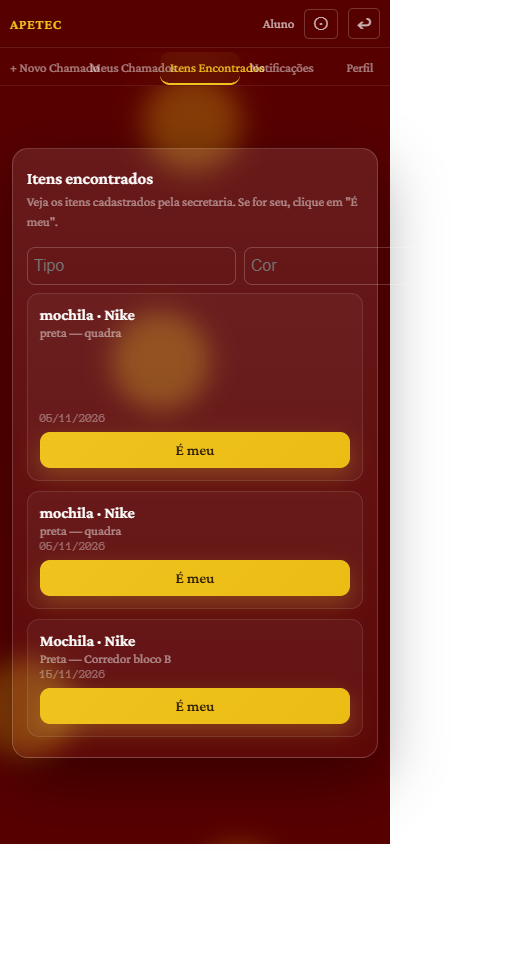 APETEC
Aluno
+ Novo Chamado
Meus Chamados
Itens Encontrados
Notificações
Perfil
Itens encontrados
Veja os itens cadastrados pela secretaria. Se for seu, clique em "É
meu".
Tipo
Cor
mochila · Nike
preta — quadra
05/11/2026
É meu
mochila · Nike
preta — quadra
05/11/2026
É meu
Mochila · Nike
Preta — Corredor bloco B
15/11/2026
É meu